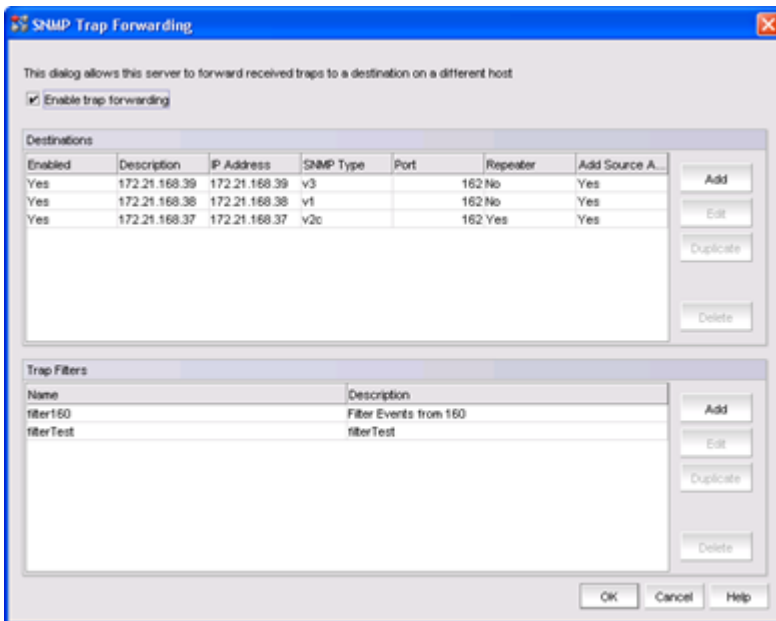 SNMP Trap Forwarding
This dialog allows this server to forward received traps to a destination on a different host
Enable trap forwarding
Destinations
Enabled Description IP Address SNMP Type Port Repeater Add Source A...
Yes 172.21.168.39 172.21.168.39 v3 162 No Yes
Yes 172.21.168.38 172.21.168.38 v1 162 No Yes
Yes 172.21.168.37 172.21.168.37 v2c 162 Yes Yes
Add
Edit
Duplicate
Delete
Trap Filters
Name Description
filter160 Filter Events from 160
filterTest filterTest
Add
Edit
Duplicate
Delete
OK Cancel Help